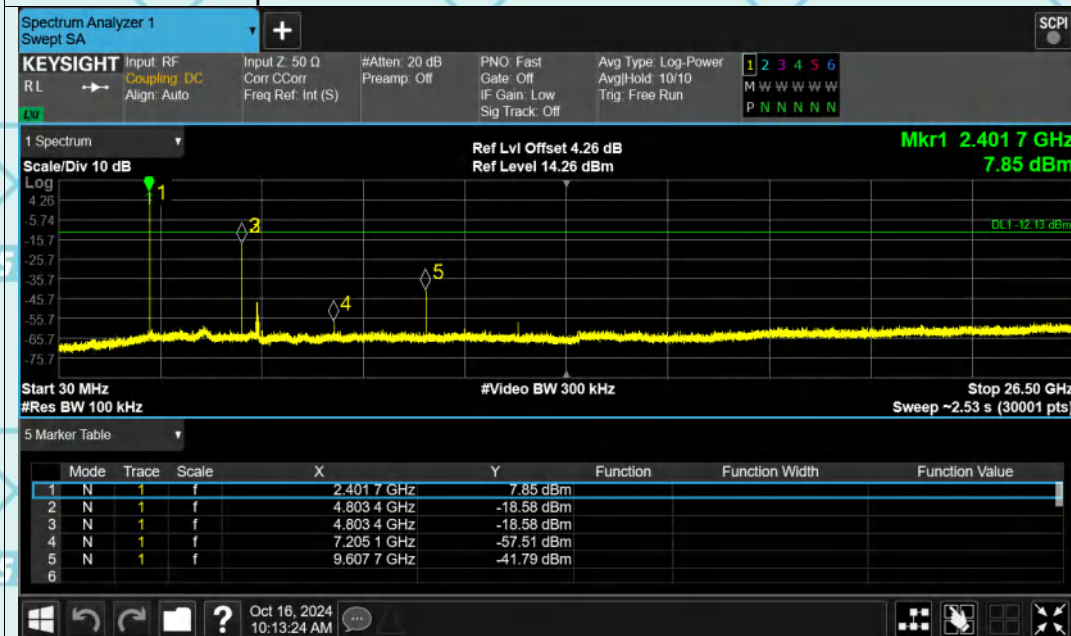 Spectrum Analyzer 1
Swept SA
+
SCPI
KEYSIGHT
RL
LXI
Input: RF
Coupling: DC
Align: Auto
Input Z: 50 Ω
Corr CCorr
Freq Ref: Int (S)
#Atten: 20 dB
Preamp: Off
PNO: Fast
Gate: Off
IF Gain: Low
Sig Track: Off
Avg Type: Log-Power
Avg|Hold: 10/10
Trig: Free Run
1 2 3 4 5 6
M W W W W W
P N N N N N
1 Spectrum
Scale/Div 10 dB
Ref Lvl Offset 4.26 dB
Ref Level 14.26 dBm
Mkr1 2.401 7 GHz
7.85 dBm
Log
4.26
-5.74
-15.7
-25.7
-35.7
-45.7
-55.7
-65.7
-75.7
1
3
4
5
DL1 -12.13 dBm
Start 30 MHz
#Res BW 100 kHz
#Video BW 300 kHz
Stop 26.50 GHz
Sweep ~2.53 s (30001 pts)
5 Marker Table
Mode Trace Scale X Y Function Function Width Function Value
1 N 1 f 2.401 7 GHz 7.85 dBm
2 N 1 f 4.803 4 GHz -18.58 dBm
3 N 1 f 4.803 4 GHz -18.58 dBm
4 N 1 f 7.205 1 GHz -57.51 dBm
5 N 1 f 9.607 7 GHz -41.79 dBm
6
?
Oct 16, 2024
10:13:24 AM